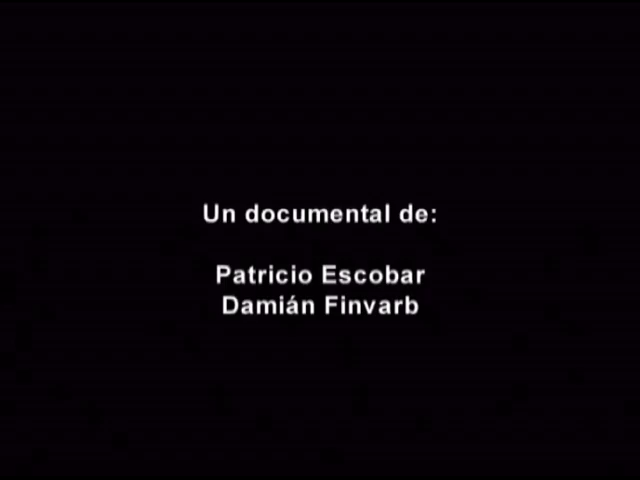 Un documental de:
Patricio Escobar
Damián Finvarb